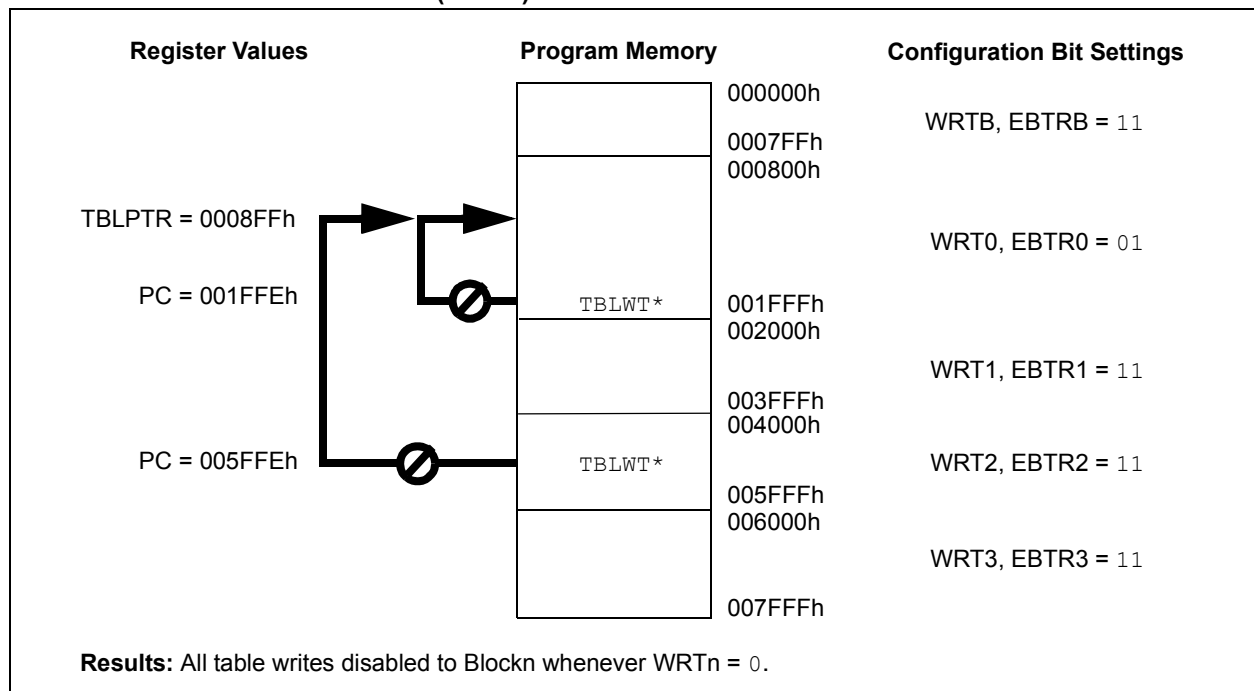 Register Values Program Memory Configuration Bit Settings
000000h
WRTB, EBTRB = 11
0007FFh
000800h
TBLPTR = 0008FFh
WRT0, EBTR0 = 01
PC = 001FFEh TBLWT* 001FFFh
002000h
WRT1, EBTR1 = 11
003FFFh
004000h
PC = 005FFEh TBLWT* WRT2, EBTR2 = 11
005FFFh
006000h
WRT3, EBTR3 = 11
007FFFh
Results: All table writes disabled to Blockn whenever WRTn = 0.